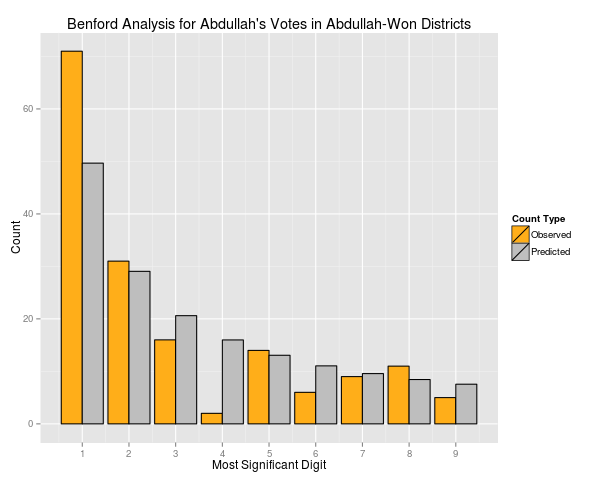 Benford Analysis for Abdullah's Votes in Abdullah-Won Districts
60
40
20
0
Count
1 2 3 4 5 6 7 8 9
Most Significant Digit
Count Type
Observed
Predicted